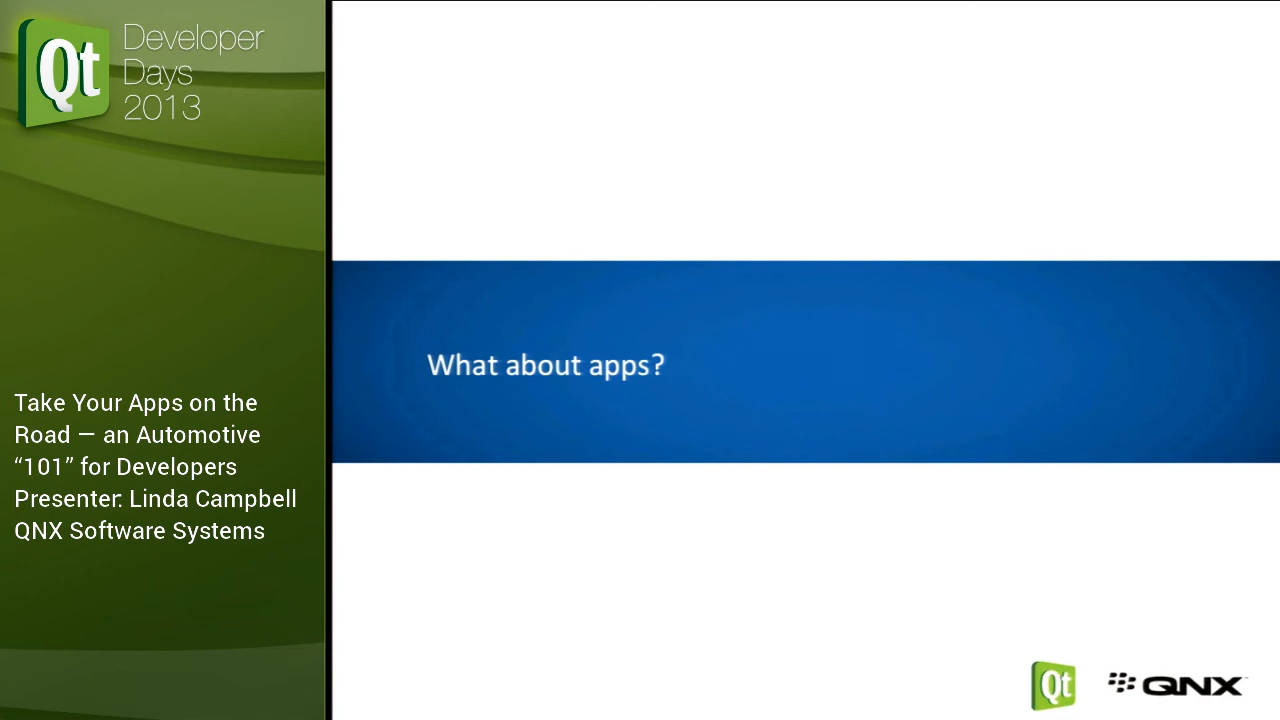 Qt
Developer
Days
2013
Take Your Apps on the
Road — an Automotive
“101” for Developers
Presenter: Linda Campbell
QNX Software Systems
What about apps?
Qt
QNX